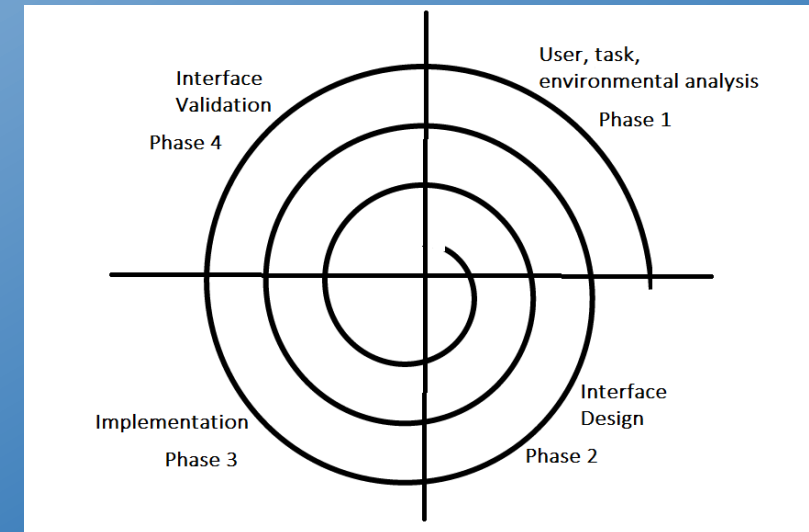 User, task,
environmental analysis
Phase 1
Interface
Design
Phase 2
Implementation
Phase 3
Interface
Validation
Phase 4